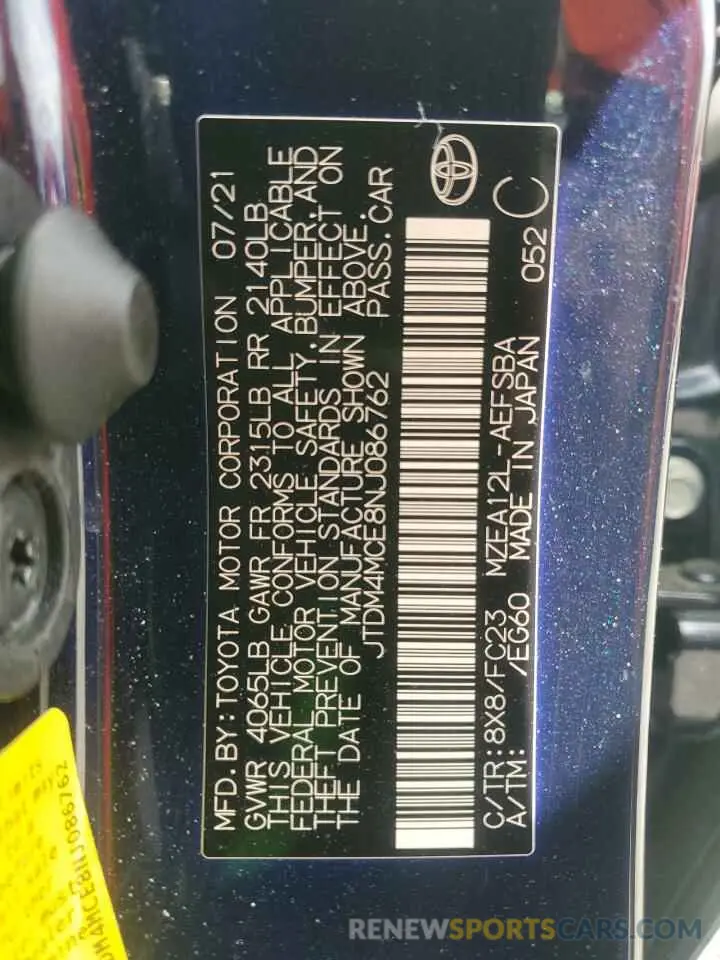 MFD. BY: TOYOTA MOTOR CORPORATION 07/21
GVWR 4065LB GAWR FR 2315LB RR 2140LB
THIS VEHICLE CONFORMS TO ALL APPLICABLE
FEDERAL MOTOR VEHICLE SAFETY, BUMPER, AND
THEFT PREVENTION STANDARDS IN EFFECT ON
THE DATE OF MANUFACTURE SHOWN ABOVE.
JTDM4MCE8NJ086762 PASS. CAR
C/TR: 8X8/FC23 MZEA12L-AEFSBA
A/TM: /EG60 MADE IN JAPAN 052 C
RENEWSPORTCARS.COM